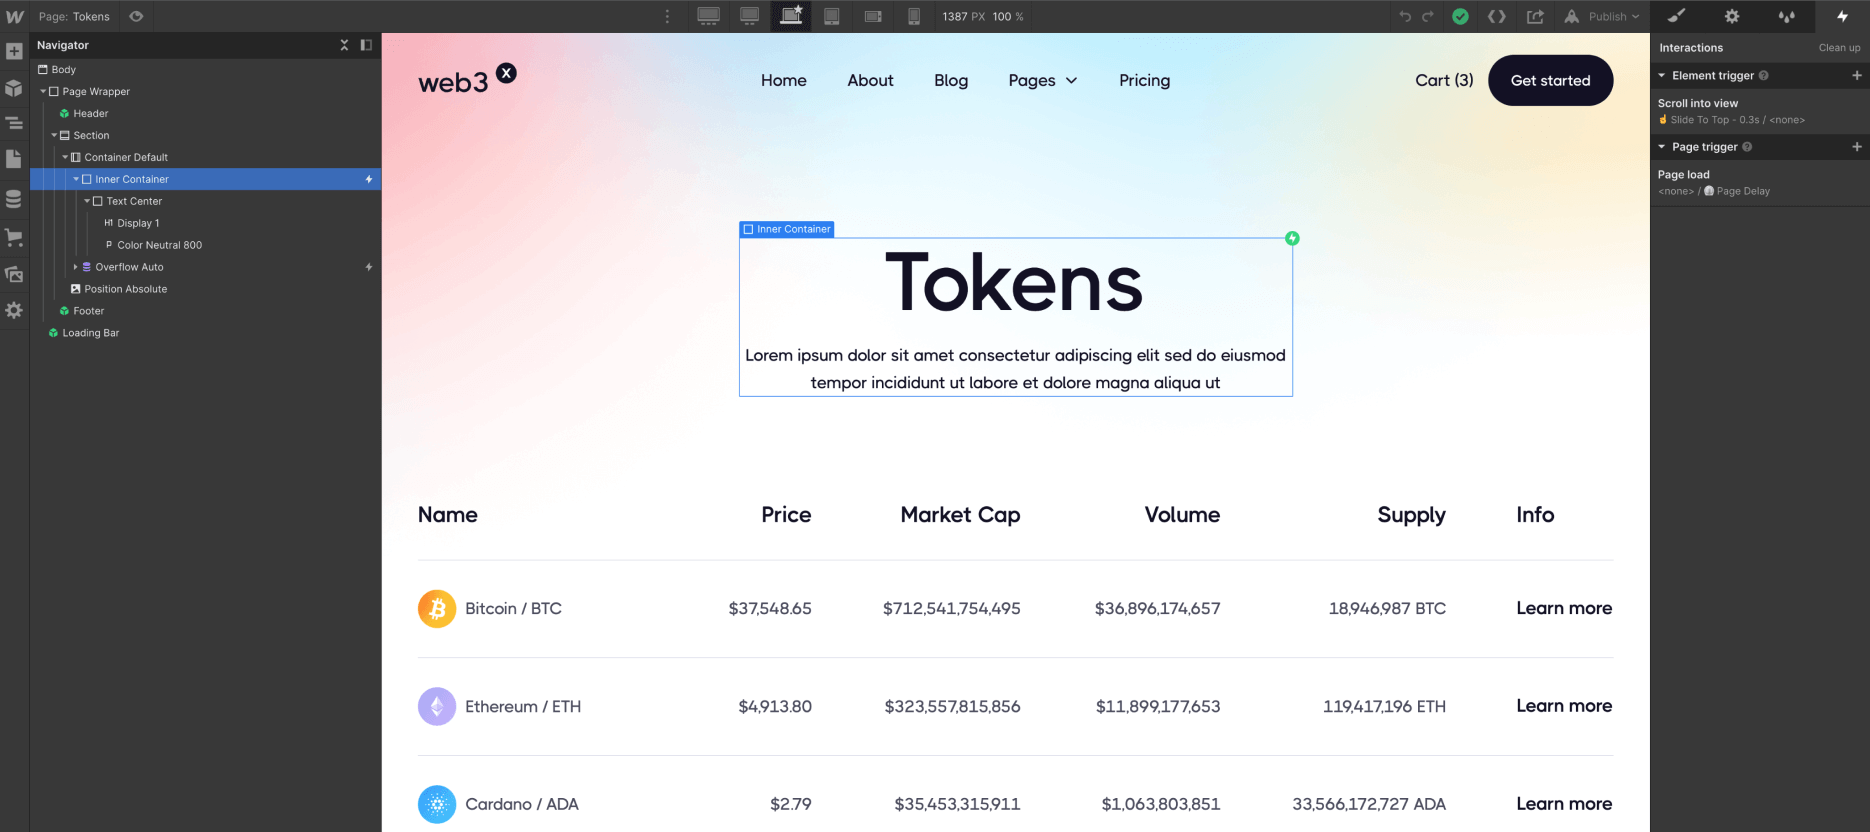 Page: Tokens
1387 PX 100 %
Publish
Navigator
Body
Page Wrapper
Header
Section
Container Default
Inner Container
Text Center
H1 Display 1
P Color Neutral 800
Overflow Auto
Position Absolute
Footer
Loading Bar
web3 X
Home About Blog Pages Pricing
Cart (3) Get started
Inner Container
Tokens
Lorem ipsum dolor sit amet consectetur adipiscing elit sed do eiusmod
tempor incididunt ut labore et dolore magna aliqua ut
Name Price Market Cap Volume Supply Info
Bitcoin / BTC $37,548.65 $712,541,754,495 $36,896,174,657 18,946,987 BTC Learn more
Ethereum / ETH $4,913.80 $323,557,815,856 $11,899,177,653 119,417,196 ETH Learn more
Cardano / ADA $2.79 $35,453,315,911 $1,063,803,851 33,566,172,727 ADA Learn more
Interactions Clean up
Element trigger ?
Scroll into view
Slide To Top - 0.3s / <none>
Page trigger ?
Page load
<none> / Page Delay